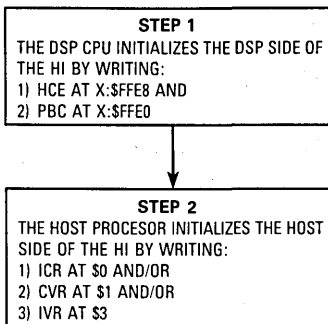 STEP 1
THE DSP CPU INITIALIZES THE DSP SIDE OF
THE HI BY WRITING:
1) HCE AT X:$FFE8 AND
2) PBC AT X:$FFE0
STEP 2
THE HOST PROCESOR INITIALIZES THE HOST
SIDE OF THE HI BY WRITING:
1) ICR AT $0 AND/OR
2) CVR AT $1 AND/OR
3) IVR AT $3